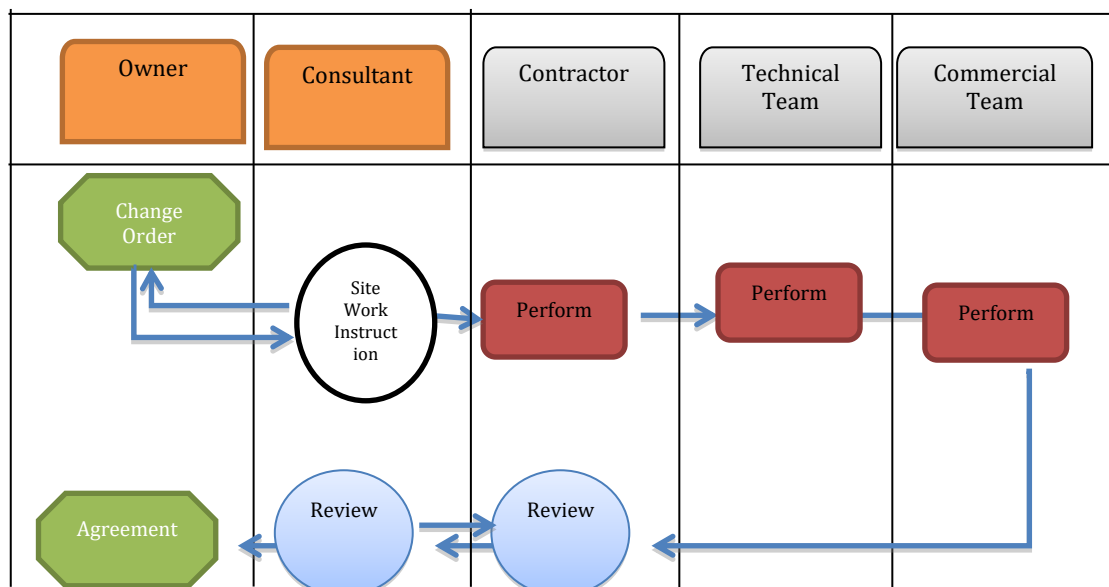 Owner
Consultant
Contractor
Technical
Team
Commercial
Team
Change
Order
Site
Work
Instruct
ion
Perform
Perform
Perform
Agreement
Review
Review